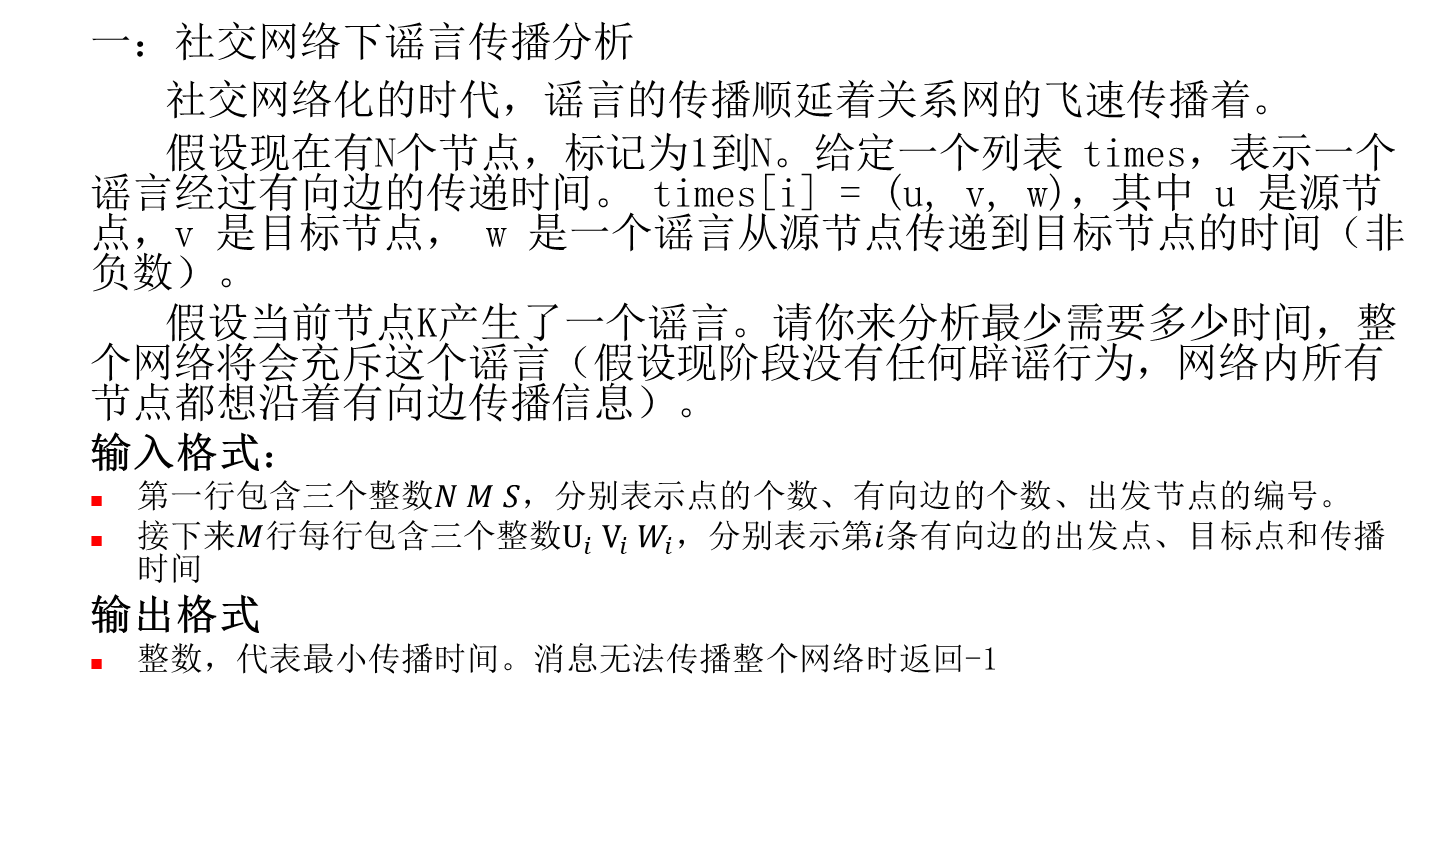 一：社交网络下谣言传播分析
社交网络化的时代，谣言的传播顺延着关系网的飞速传播着。
假设现在有N个节点，标记为1到N。给定一个列表 times，表示一个
谣言经过有向边的传递时间。 times[i] = (u, v, w)，其中 u 是源节
点，v 是目标节点， w 是一个谣言从源节点传递到目标节点的时间（非
负数）。
假设当前节点K产生了一个谣言。请你来分析最少需要多少时间，整
个网络将会充斥这个谣言（假设现阶段没有任何辟谣行为，网络内所有
节点都想沿着有向边传播信息）。
输入格式：
■ 第一行包含三个整数N M S，分别表示点的个数、有向边的个数、出发节点的编号。
■ 接下来M行每行包含三个整数Uᵢ Vᵢ Wᵢ，分别表示第i条有向边的出发点、目标点和传播
时间
输出格式
■ 整数，代表最小传播时间。消息无法传播整个网络时返回-1